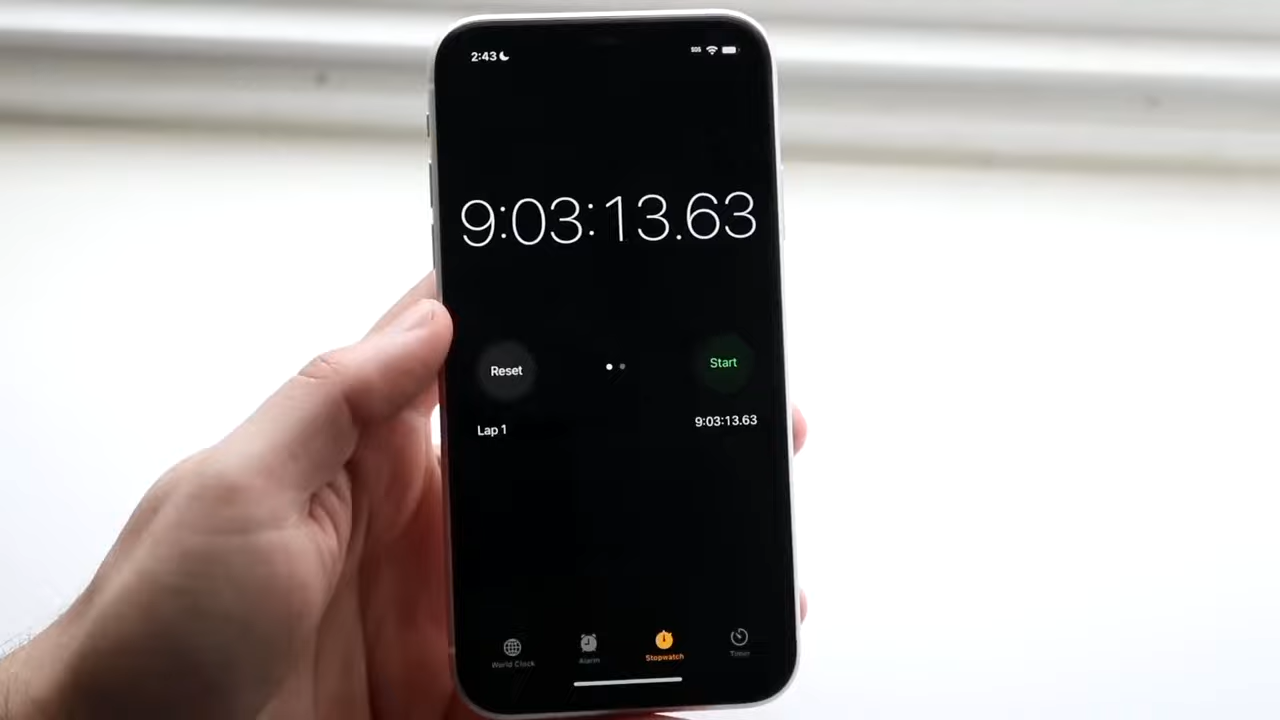 2:43 SOS
9:03:13.63
Reset Start
Lap 1 9:03:13.63
World Clock Alarm Stopwatch Timer